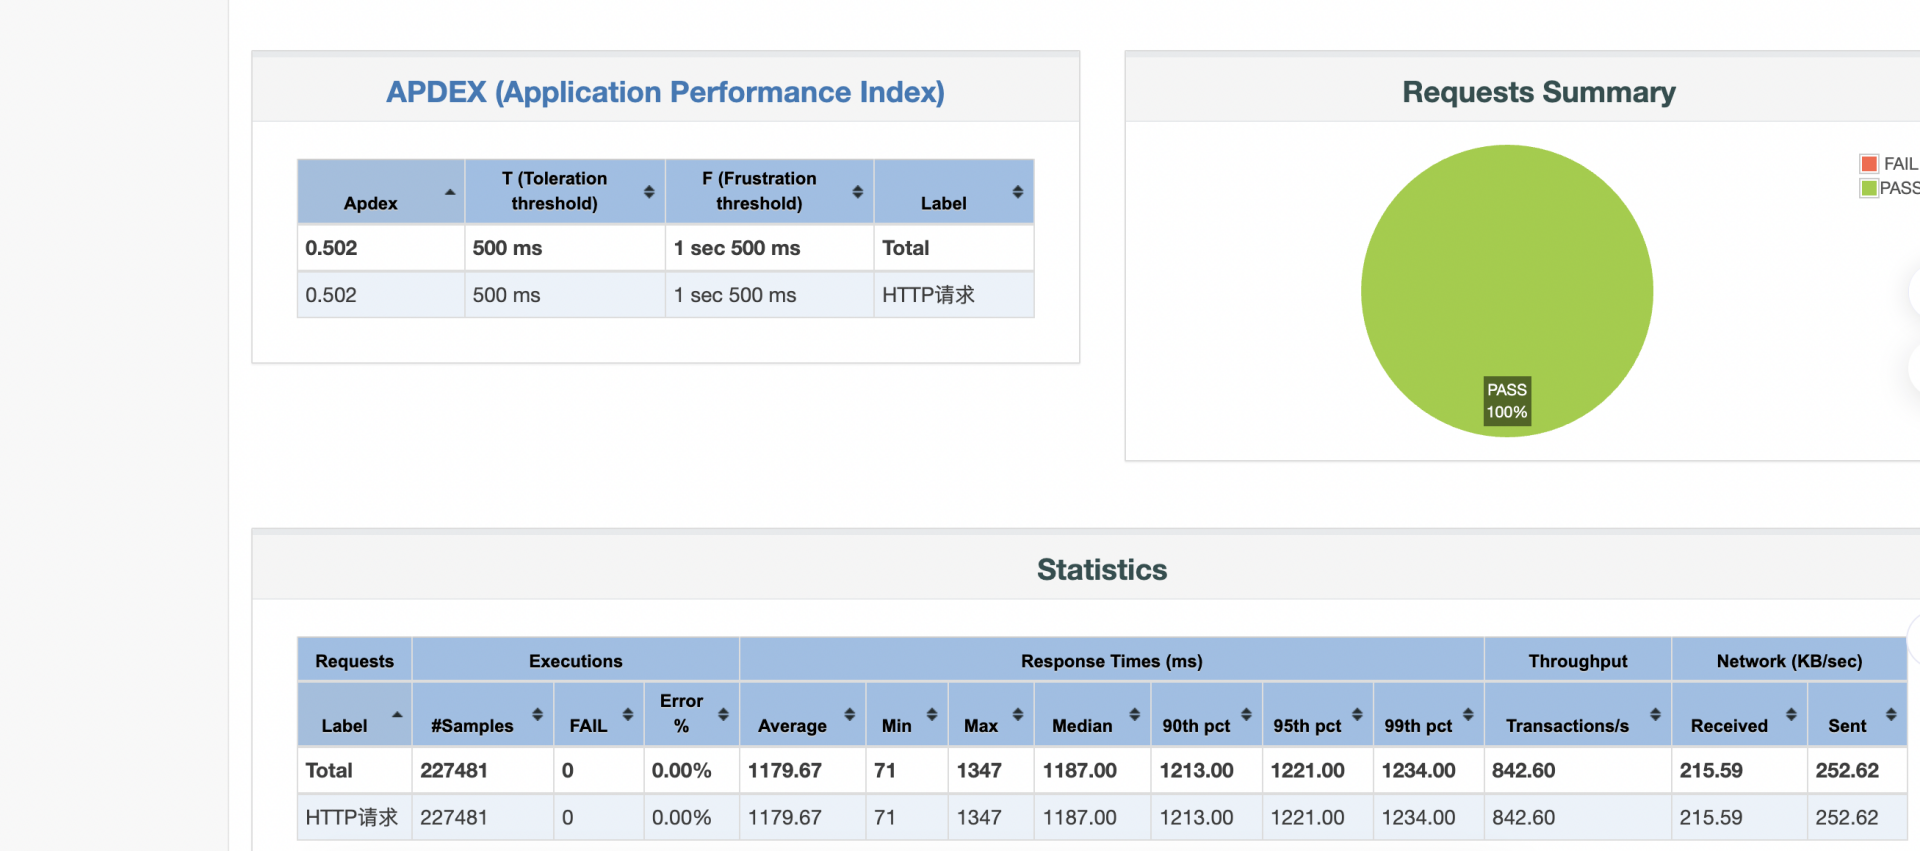 APDEX (Application Performance Index)
Apdex T (Toleration threshold) F (Frustration threshold) Label
0.502 500 ms 1 sec 500 ms Total
0.502 500 ms 1 sec 500 ms HTTP请求
Requests Summary
FAIL
PASS
PASS
100%
Statistics
Requests Executions Response Times (ms) Throughput Network (KB/sec)
Label #Samples FAIL Error % Average Min Max Median 90th pct 95th pct 99th pct Transactions/s Received Sent
Total 227481 0 0.00% 1179.67 71 1347 1187.00 1213.00 1221.00 1234.00 842.60 215.59 252.62
HTTP请求 227481 0 0.00% 1179.67 71 1347 1187.00 1213.00 1221.00 1234.00 842.60 215.59 252.62